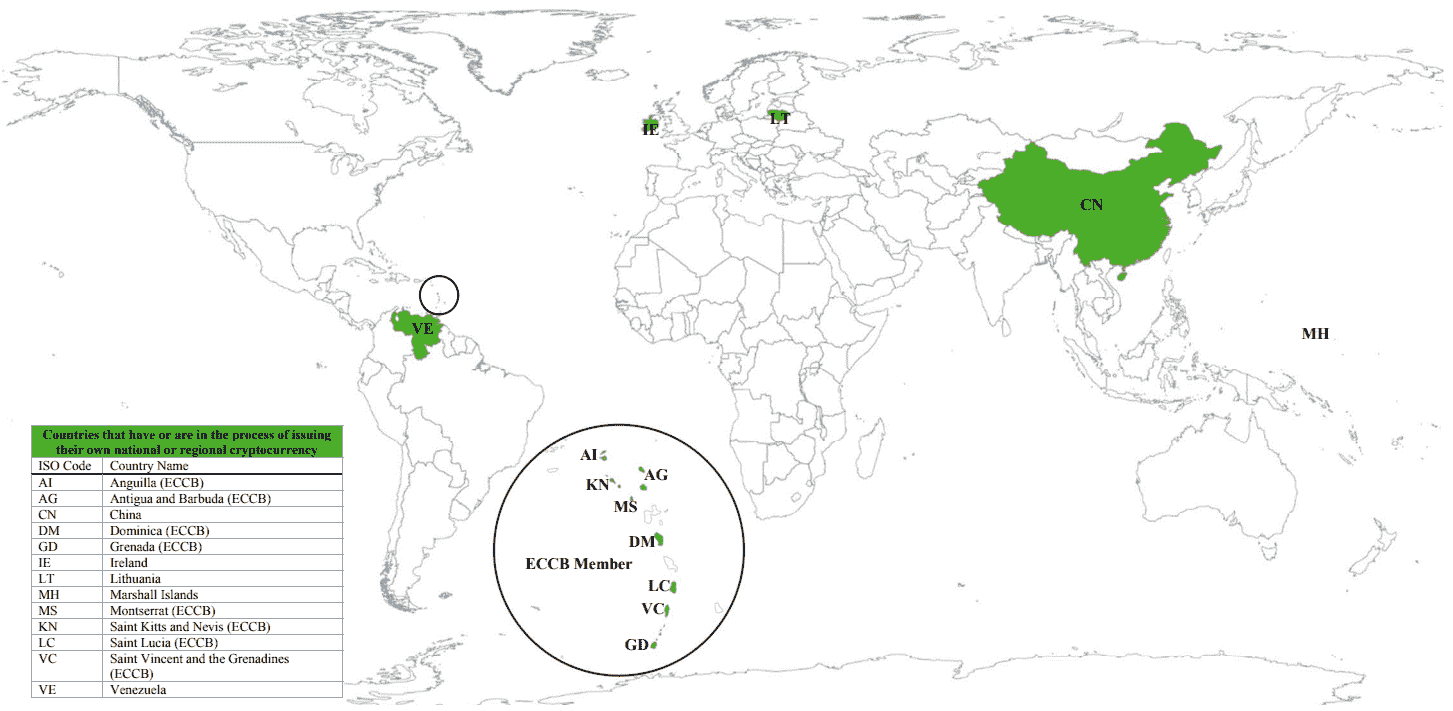 IE
LT
CN
VE
MH
Countries that have or are in the process of issuing
their own national or regional cryptocurrency
ISO Code Country Name
AI Anguilla (ECCB)
AG Antigua and Barbuda (ECCB)
CN China
DM Dominica (ECCB)
GD Grenada (ECCB)
IE Ireland
LT Lithuania
MH Marshall Islands
MS Montserrat (ECCB)
KN Saint Kitts and Nevis (ECCB)
LC Saint Lucia (ECCB)
VC Saint Vincent and the Grenadines
(ECCB)
VE Venezuela
AI
AG
KN
MS
DM
ECCB Member
LC
VC
GD